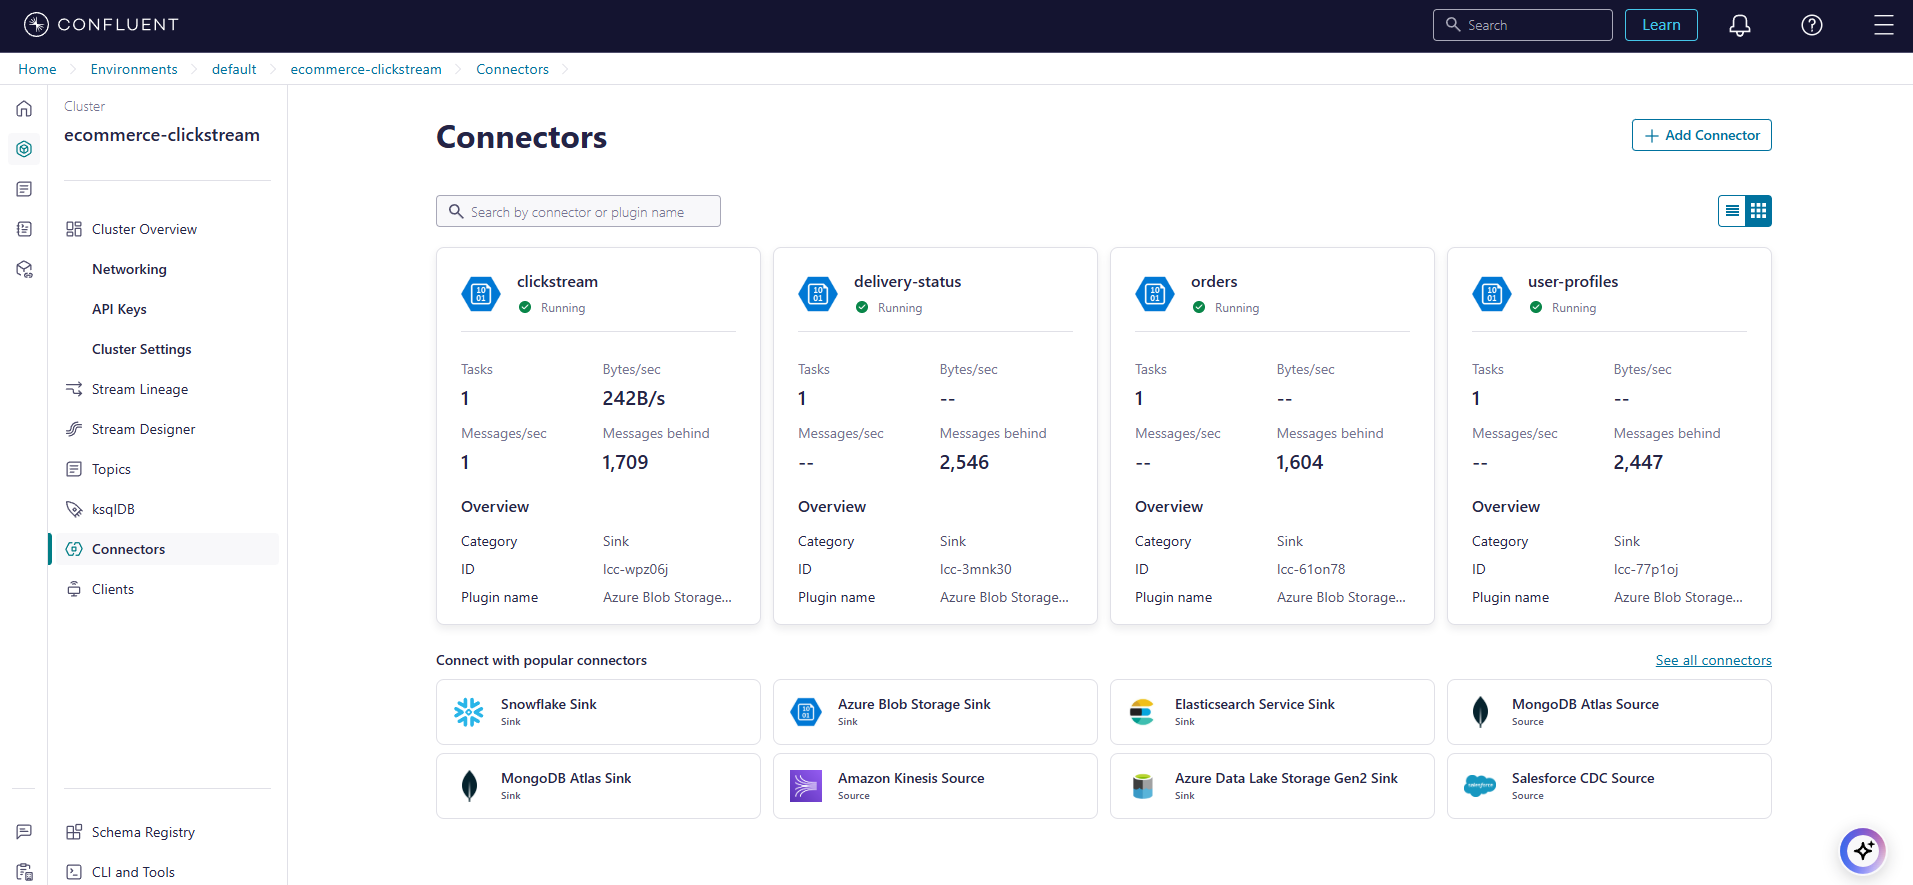 CONFLUENT
Search
Learn
Home
Environments
default
ecommerce-clickstream
Connectors
Cluster
ecommerce-clickstream
Cluster Overview
Networking
API Keys
Cluster Settings
Stream Lineage
Stream Designer
Topics
ksqlDB
Connectors
Clients
Schema Registry
CLI and Tools
Connectors
Add Connector
Search by connector or plugin name
clickstream
Running
Tasks Bytes/sec
1 242B/s
Messages/sec Messages behind
1 1,709
Overview
Category Sink
ID lcc-wpz06j
Plugin name Azure Blob Storage...
delivery-status
Running
Tasks Bytes/sec
1 --
Messages/sec Messages behind
-- 2,546
Overview
Category Sink
ID lcc-3mnk30
Plugin name Azure Blob Storage...
orders
Running
Tasks Bytes/sec
1 --
Messages/sec Messages behind
-- 1,604
Overview
Category Sink
ID lcc-61on78
Plugin name Azure Blob Storage...
user-profiles
Running
Tasks Bytes/sec
1 --
Messages/sec Messages behind
-- 2,447
Overview
Category Sink
ID lcc-77p1oj
Plugin name Azure Blob Storage...
Connect with popular connectors
See all connectors
Snowflake Sink
Sink
Azure Blob Storage Sink
Sink
Elasticsearch Service Sink
Sink
MongoDB Atlas Source
Source
MongoDB Atlas Sink
Sink
Amazon Kinesis Source
Source
Azure Data Lake Storage Gen2 Sink
Sink
salesforce
Salesforce CDC Source
Source